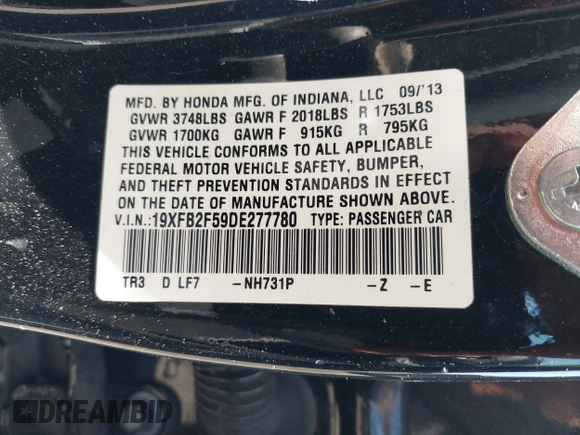 MFD. BY HONDA MFG. OF INDIANA, LLC 09/'13
GVWR 3748LBS GAWR F 2018LBS R 1753LBS
GVWR 1700KG GAWR F 915KG R 795KG
THIS VEHICLE CONFORMS TO ALL APPLICABLE
FEDERAL MOTOR VEHICLE SAFETY, BUMPER,
AND THEFT PREVENTION STANDARDS IN EFFECT
ON THE DATE OF MANUFACTURE SHOWN ABOVE.
V.I.N.:19XFB2F59DE277780 TYPE: PASSENGER CAR
TR3 D LF7 -NH731P -Z -E
DREAMBID